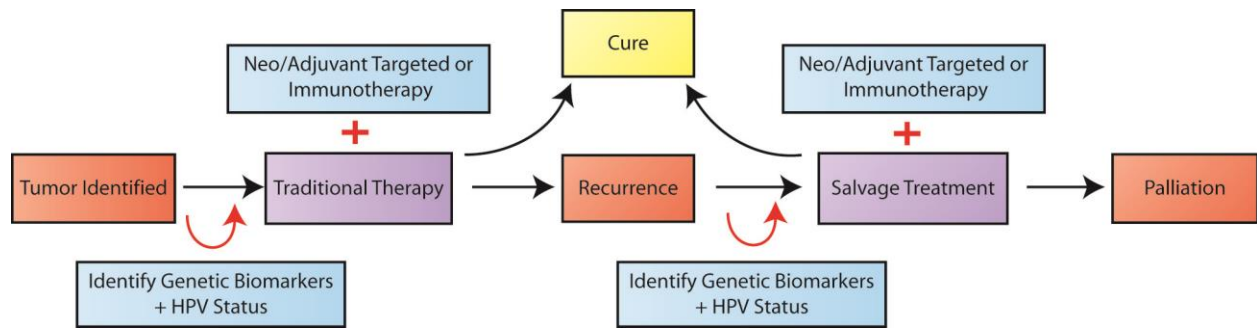 Neo/Adjuvant Targeted or
Immunotherapy
Cure
Neo/Adjuvant Targeted or
Immunotherapy
+
+
Tumor Identified
Traditional Therapy
Recurrence
Salvage Treatment
Palliation
Identify Genetic Biomarkers
+ HPV Status
Identify Genetic Biomarkers
+ HPV Status